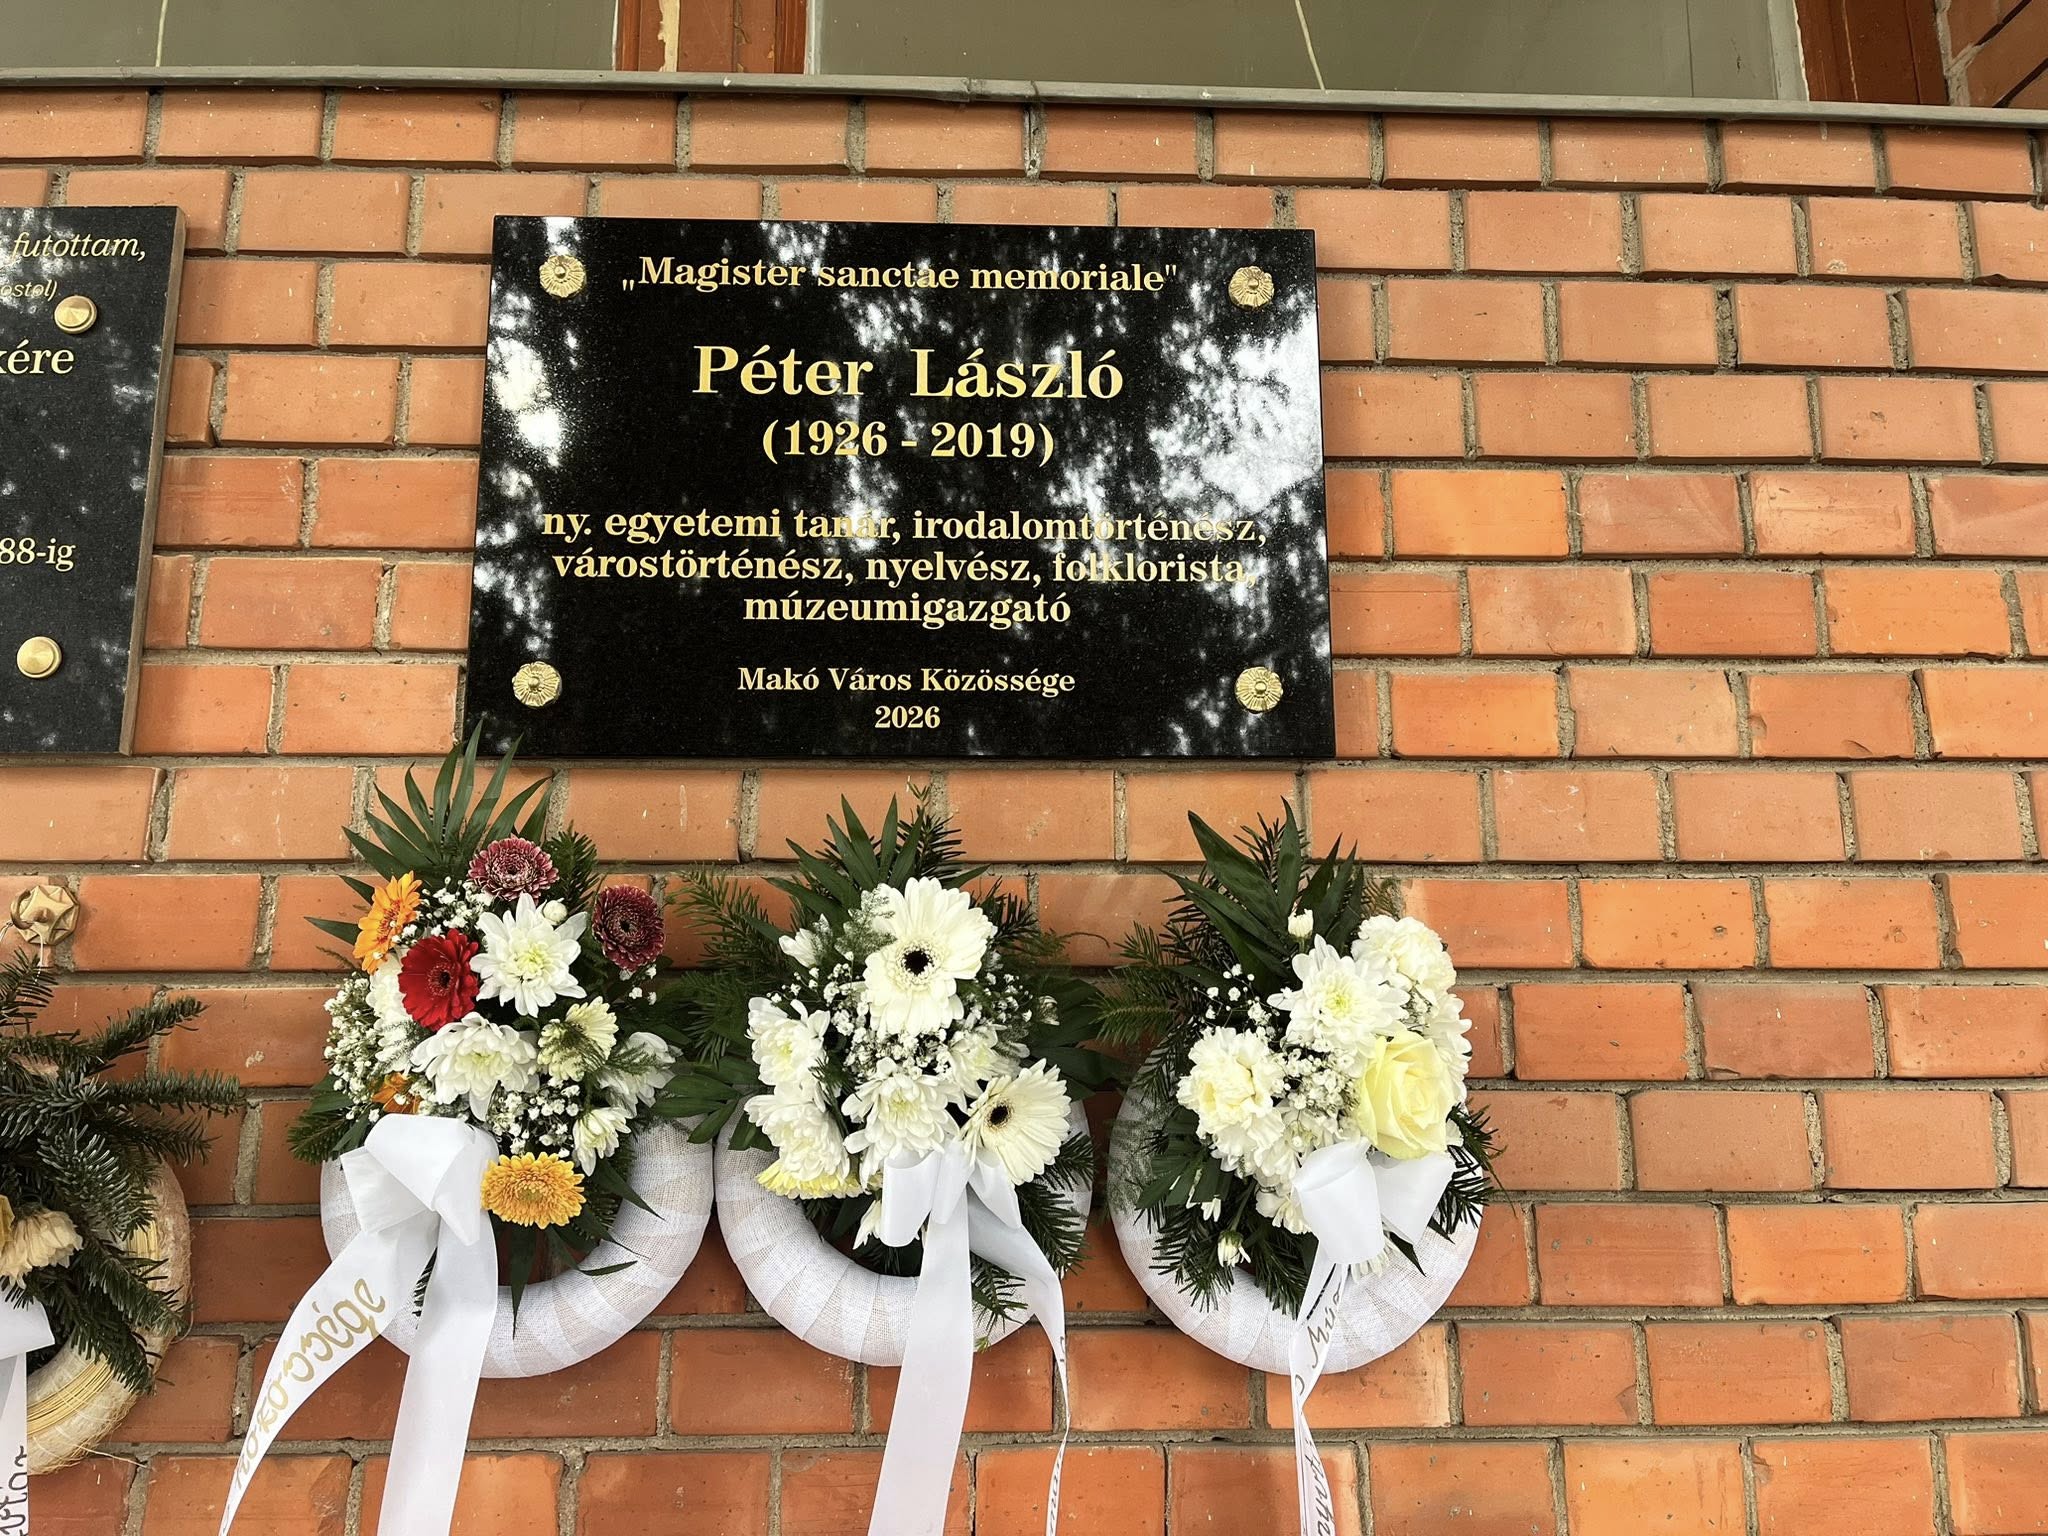 futottam,
88-ig
„Magister sanctae memoriale"
Péter László
(1926 - 2019)
ny. egyetemi tanár, irodalomtörténész,
várostörténész, nyelvész, folklorista,
múzeumigazgató
Makó Város Közössége
2026